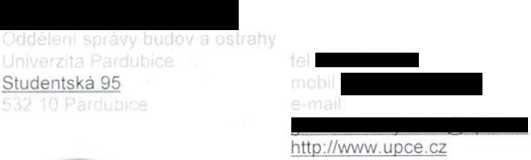 Oddělení správy budov a ostrahy
Univerzita Pardubice
Studentská 95
532 10 Pardubice
tel
mobil
e-mail:
http://www.upce.cz